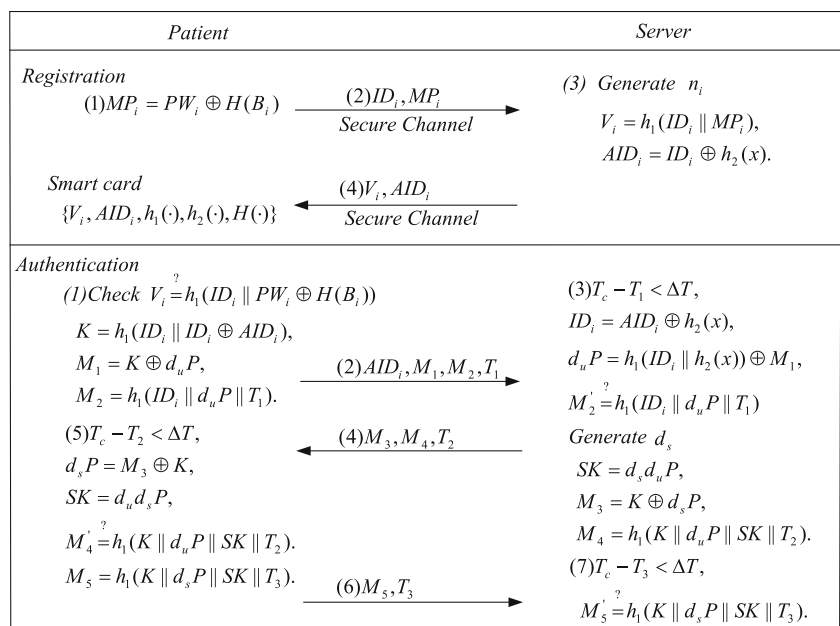 Patient
Server
Registration
(1)MP_i = PW_i ⊕ H(B_i)
(2)ID_i, MP_i
Secure Channel
(3) Generate n_i
V_i = h_1(ID_i || MP_i),
AID_i = ID_i ⊕ h_2(x).
Smart card
{V_i, AID_i, h_1(·), h_2(·), H(·)}
(4)V_i, AID_i
Secure Channel
Authentication
(1)Check V_i ?= h_1(ID_i || PW_i ⊕ H(B_i))
K = h_1(ID_i || ID_i ⊕ AID_i),
M_1 = K ⊕ d_uP,
M_2 = h_1(ID_i || d_uP || T_1).
(2)AID_i, M_1, M_2, T_1
(3)T_c − T_1 < ΔT,
ID_i = AID_i ⊕ h_2(x),
d_uP = h_1(ID_i || h_2(x)) ⊕ M_1,
M_2' ?= h_1(ID_i || d_uP || T_1)
Generate d_s
SK = d_sd_uP,
M_3 = K ⊕ d_sP,
M_4 = h_1(K || d_uP || SK || T_2).
(4)M_3, M_4, T_2
(5)T_c − T_2 < ΔT,
d_sP = M_3 ⊕ K,
SK = d_ud_sP,
M_4' ?= h_1(K || d_uP || SK || T_2).
M_5 = h_1(K || d_sP || SK || T_3).
(6)M_5, T_3
(7)T_c − T_3 < ΔT,
M_5' ?= h_1(K || d_sP || SK || T_3).